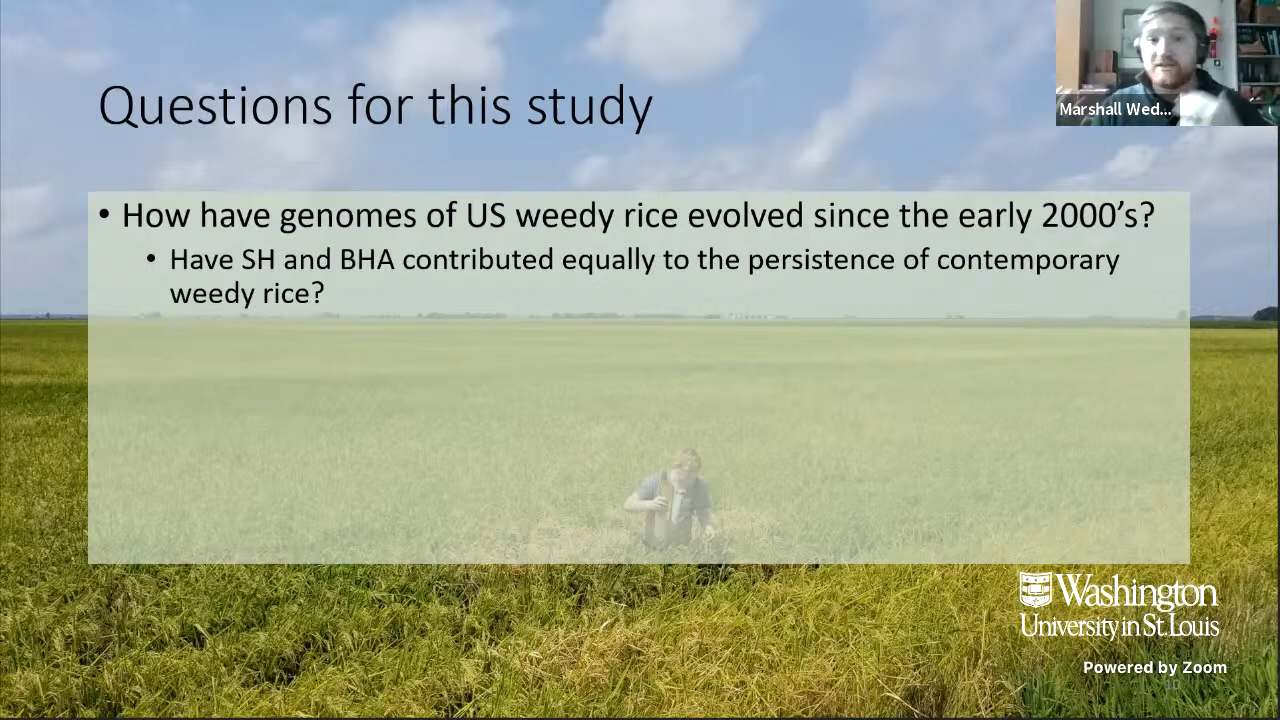 Marshall Wed...
Questions for this study
• How have genomes of US weedy rice evolved since the early 2000’s?
• Have SH and BHA contributed equally to the persistence of contemporary
weedy rice?
Washington
University in St. Louis
Powered by Zoom
10